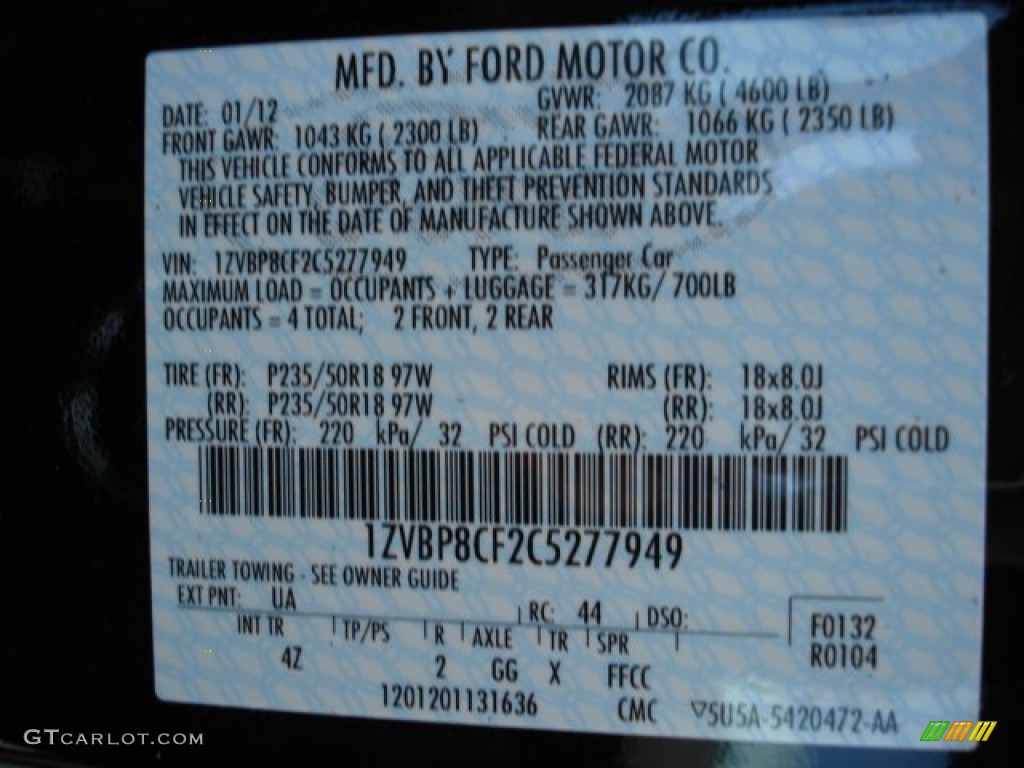 MFD. BY FORD MOTOR CO.
DATE: 01/12 GVWR: 2087 KG ( 4600 LB)
FRONT GAWR: 1043 KG ( 2300 LB) REAR GAWR: 1066 KG ( 2350 LB)
THIS VEHICLE CONFORMS TO ALL APPLICABLE FEDERAL MOTOR
VEHICLE SAFETY, BUMPER, AND THEFT PREVENTION STANDARDS
IN EFFECT ON THE DATE OF MANUFACTURE SHOWN ABOVE.
VIN: 1ZVBP8CF2C5277949 TYPE: Passenger Car
MAXIMUM LOAD = OCCUPANTS + LUGGAGE = 317KG/ 700LB
OCCUPANTS = 4 TOTAL; 2 FRONT, 2 REAR
TIRE (FR): P235/50R18 97W RIMS (FR): 18x8.0J
(RR): P235/50R18 97W (RR): 18x8.0J
PRESSURE (FR): 220 kPa/ 32 PSI COLD (RR): 220 kPa/ 32 PSI COLD
1ZVBP8CF2C5277949
TRAILER TOWING - SEE OWNER GUIDE
EXT PNT: UA RC: 44 DSO: F0132
INT TR TP/PS R AXLE TR SPR R0104
4Z 2 GG X FFCC
1201201131636 CMC 5U5A-5420472-AA
GTCARLOT.COM